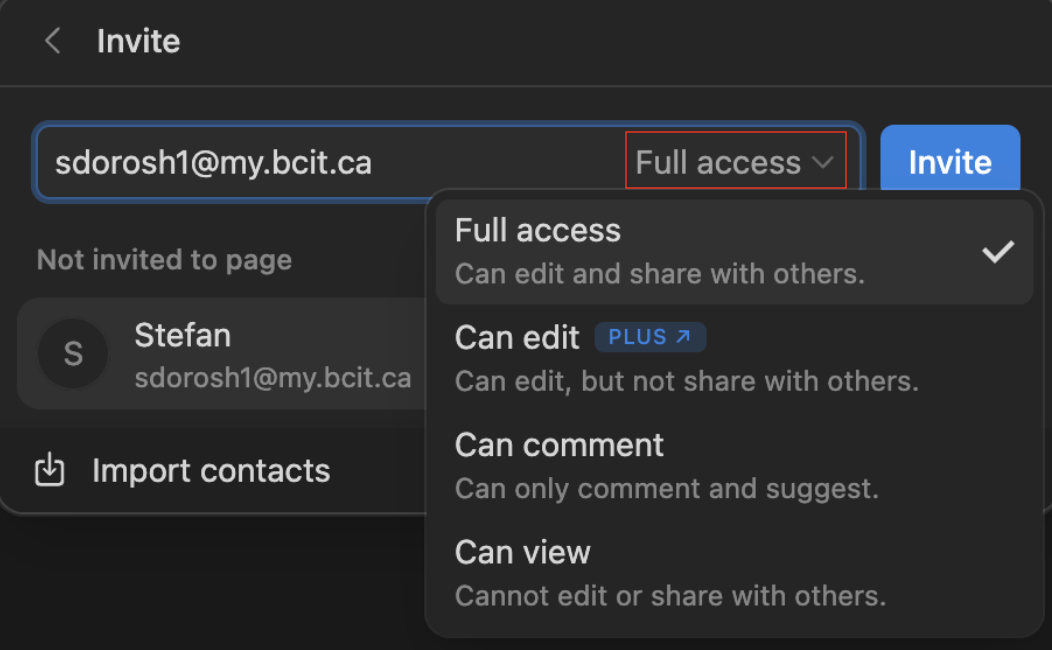 Invite
sdorosh1@my.bcit.ca Full access Invite
Full access
Can edit and share with others.
Can edit PLUS ↗
Can edit, but not share with others.
Can comment
Can only comment and suggest.
Can view
Cannot edit or share with others.
Not invited to page
S Stefan
sdorosh1@my.bcit.ca
Import contacts